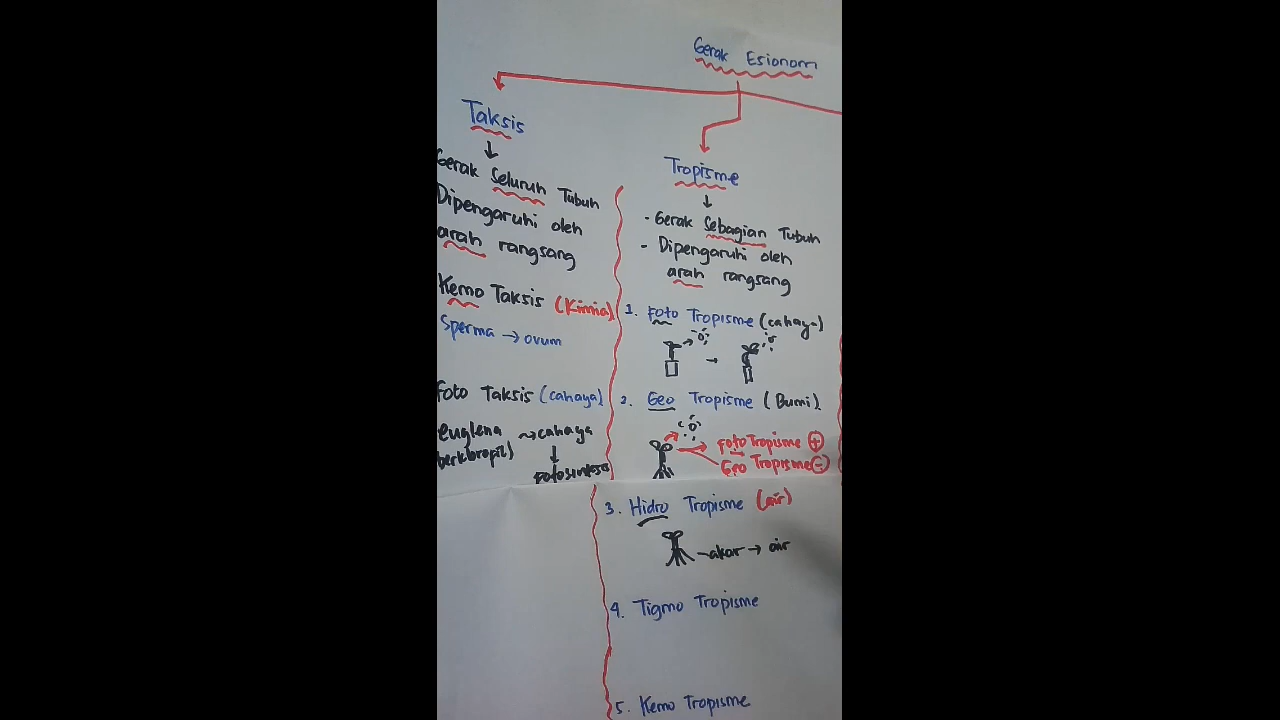 Gerak Esionom
Taksis
Gerak Seluruh Tubuh
Dipengaruhi oleh
arah rangsang
Kemo Taksis (Kimia)
Sperma → ovum
Foto Taksis (cahaya)
euglena → cahaya
berkloropil)
↓
Fotosintesis
Tropisme
- Gerak Sebagian Tubuh
- Dipengaruhi oleh
arah rangsang
1. Foto Tropisme (cahaya)
2. Geo Tropisme (Bumi)
Foto Tropisme +
Geo Tropisme -
3. Hidro Tropisme (air)
akar → air
4. Tigmo Tropisme
5. Kemo Tropisme